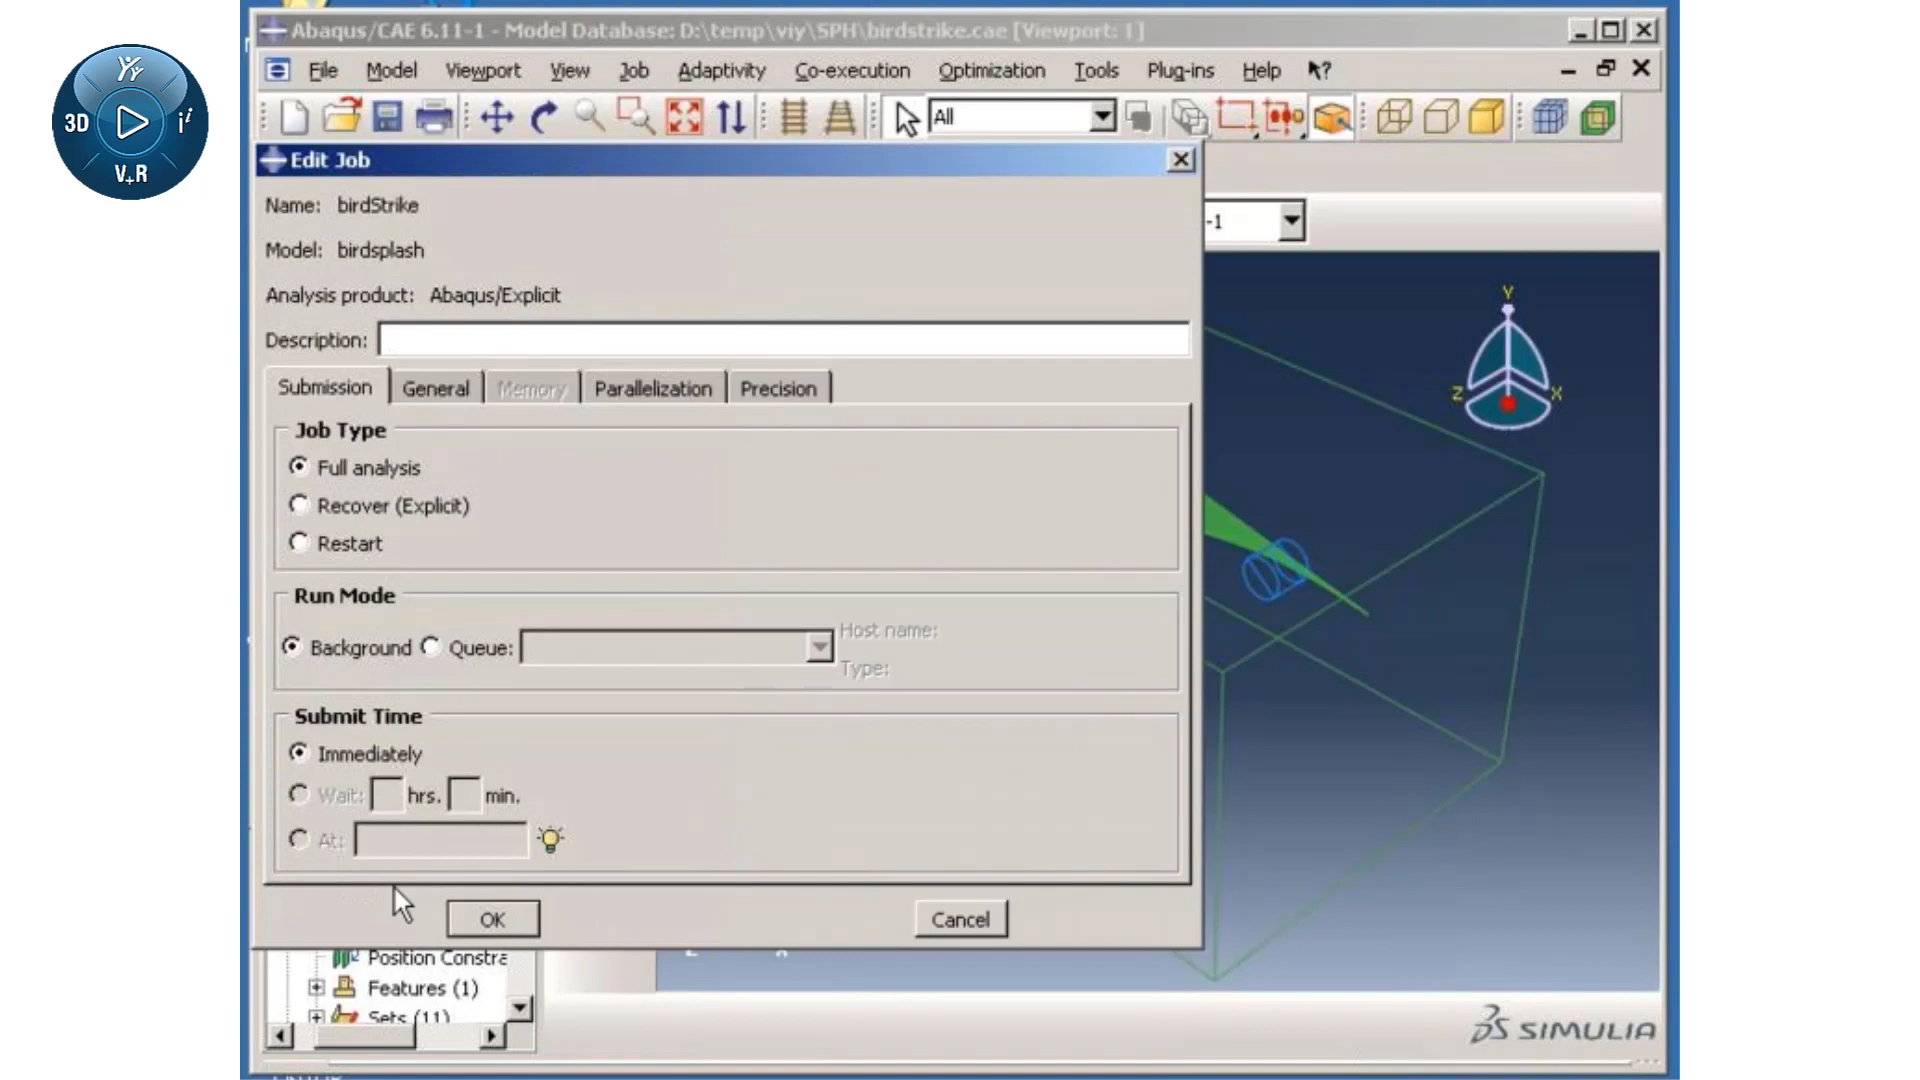 Abaqus/CAE 6.11-1 - Model Database: D:\temp\viy\SPH\birdstrike.cae [Viewport: 1]
File Model Viewport View Job Adaptivity Co-execution Optimization Tools Plug-ins Help
3D
V+R
All
Edit Job
Name: birdStrike
-1
Model: birdsplash
Analysis product: Abaqus/Explicit
Description:
Submission General Memory Parallelization Precision
Y
Z X
Job Type
Full analysis
Recover (Explicit)
Restart
Run Mode
Background Queue: Host name:
Type:
Submit Time
Immediately
Wait: hrs. min.
At:
OK Cancel
Position Constra
Features (1)
Sets (11)
SIMULIA